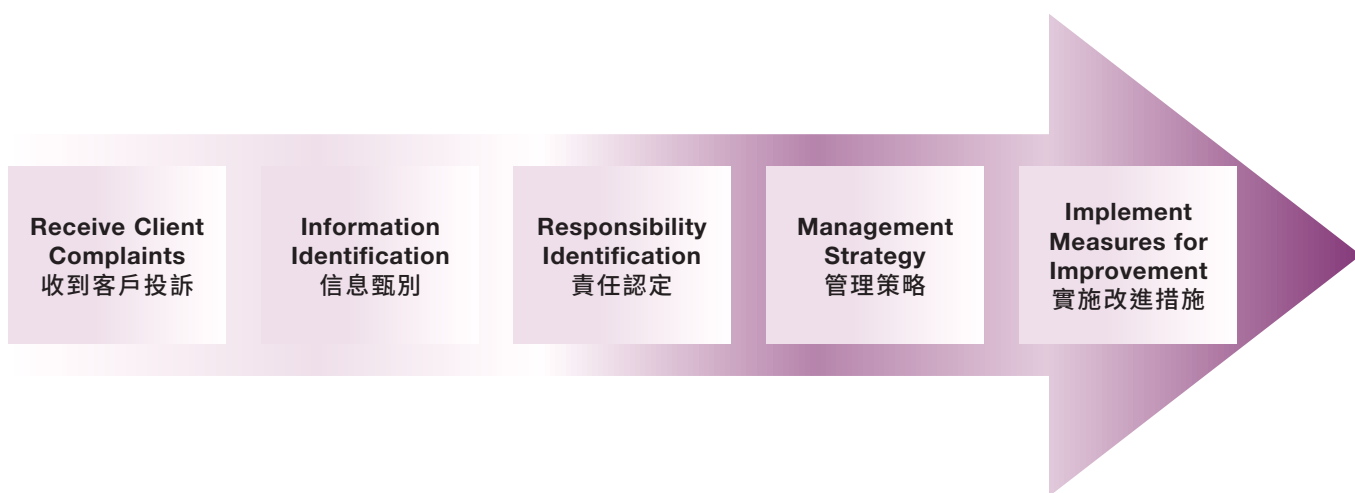 Receive Client
Complaints
收到客戶投訴
Information
Identification
信息甄別
Responsibility
Identification
責任認定
Management
Strategy
管理策略
Implement
Measures for
Improvement
實施改進措施